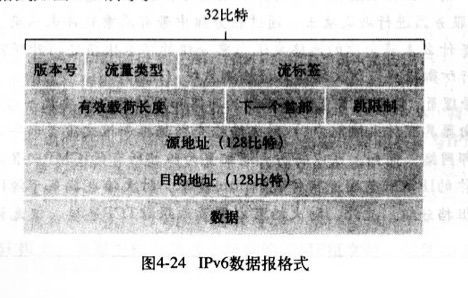 32比特
版本号 流量类型 流标签
有效载荷长度 下一个首部 跳限制
源地址（128比特）
目的地址（128比特）
数据
图4-24 IPv6数据报格式